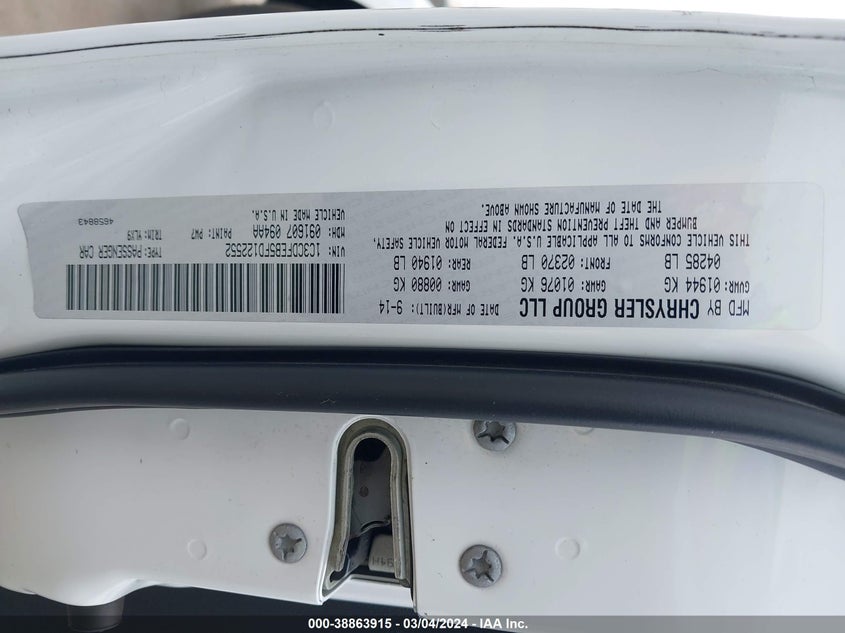 MFD BY CHRYSLER GROUP LLC DATE OF MFR(BUILT): 9-14
GVWR: 01944 KG GAWR: 01076 KG 00880 KG
04285 LB FRONT: 02370 LB REAR: 01940 LB
THIS VEHICLE CONFORMS TO ALL APPLICABLE U.S.A. FEDERAL MOTOR VEHICLE SAFETY,
BUMPER AND THEFT PREVENTION STANDARDS IN EFFECT ON
THE DATE OF MANUFACTURE SHOWN ABOVE.
VIN: 1C3CDFEB5FD122552 TYPE: PASSENGER CAR
MDH: 091607 094AA PAINT: PW7 TRIM: VLX9
VEHICLE MADE IN U.S.A. 4658843
000-38863915 - 03/04/2024 - IAA Inc.